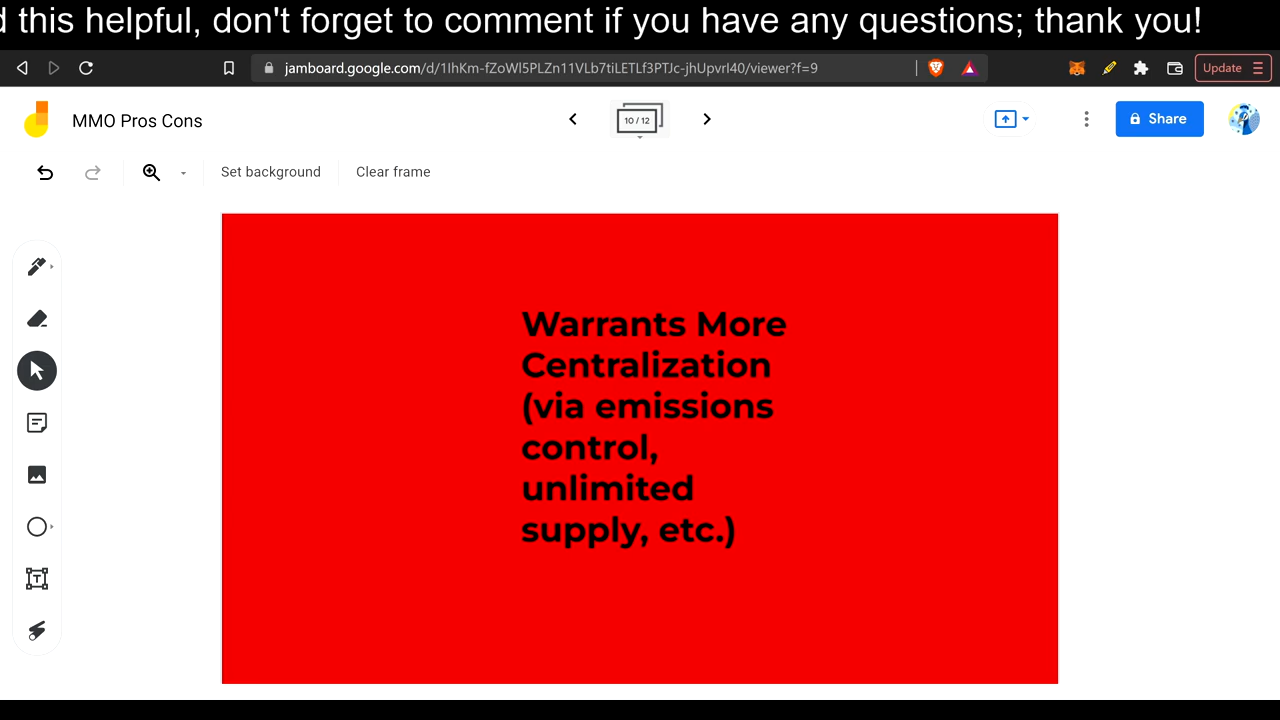 this helpful, don't forget to comment if you have any questions; thank you!
jamboard.google.com/d/1IhKm-fZoWl5PLZn11VLb7tiLETLf3PTJc-jhUpvrl40/viewer?f=9
Update
MMO Pros Cons
10 / 12
Share
Set background
Clear frame
Warrants More
Centralization
(via emissions
control,
unlimited
supply, etc.)